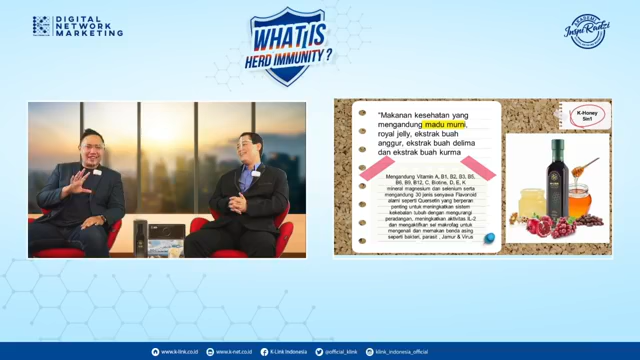 DIGITAL
NETWORK
MARKETING
WHAT IS
HERD IMMUNITY ?
AKADEMI
InspiRadzi
K-Honey
5in1
"Makanan kesehatan yang
mengandung madu murni,
royal jelly, ekstrak buah
anggur, ekstrak buah delima
dan ekstrak buah kurma
Mengandung Vitamin A, B1, B2, B3, B5,
B6, B9, B12, C, Biotine, D, E, K
mineral magnesium dan selenium serta
mengandung 30 jenis senyawa Flavonoid
alami seperti Quersetin yang berperan
panting untuk meningkatkan sistem
kekebalan tubuh dengan mengurangi
peradangan, meningkatkan aktivitas IL-2
dan mengaktifkan sel makrofag untuk
mengenali dan memakan benda asing
seperti bakteri, parasit , Jamur & Virus
www.k-link.co.id
www.k-net.co.id
K-Link Indonesia
@official_klink
klink_indonesia_official